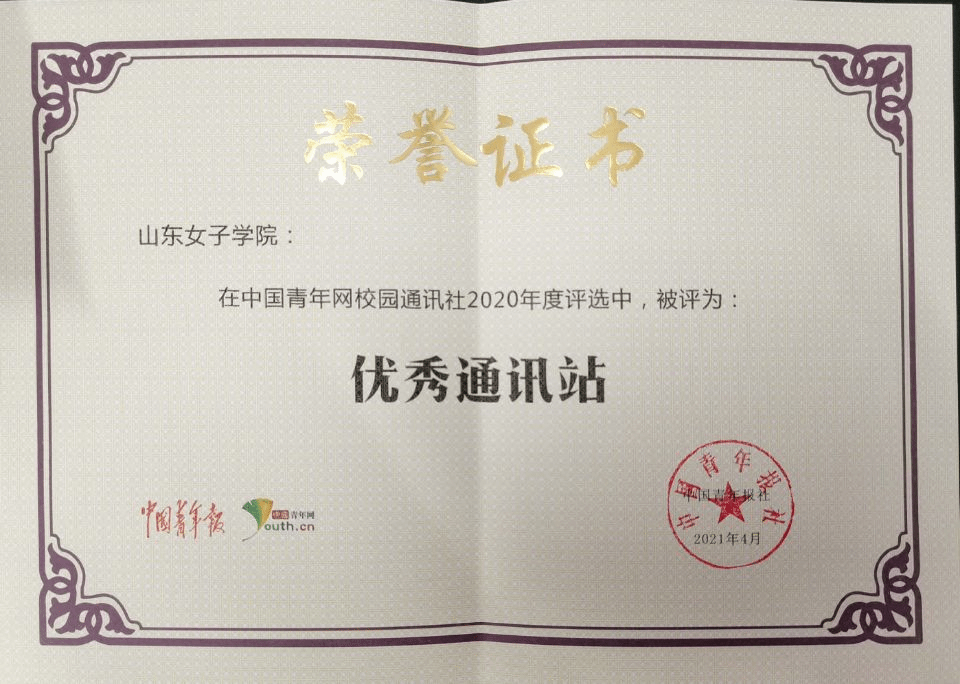 荣誉证书
山东女子学院：
在中国青年网校园通讯社2020年度评选中，被评为：
优秀通讯站
中国青年报
中国青年网
Youth.cn
中国青年报社
中国青年报社
2021年4月